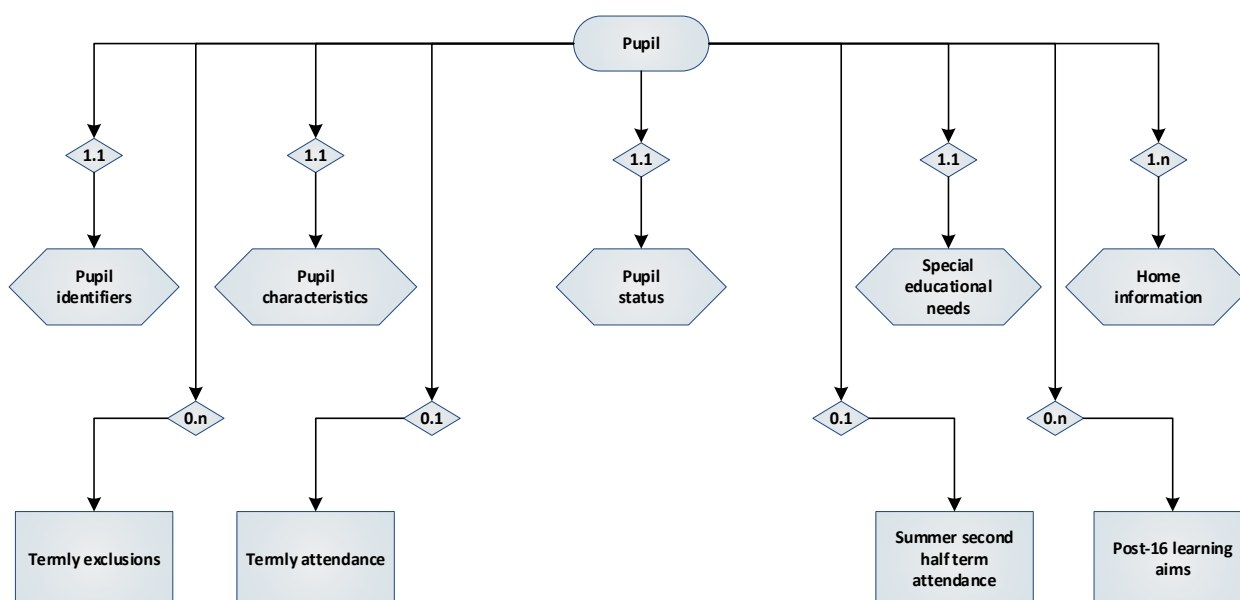 Pupil
1.1
1.1
1.1
1.1
1.n
Pupil
identifiers
Pupil
characteristics
Pupil
status
Special
educational
needs
Home
information
0.n
0.1
0.1
0.n
Termly exclusions
Termly attendance
Summer second
half term
attendance
Post-16 learning
aims